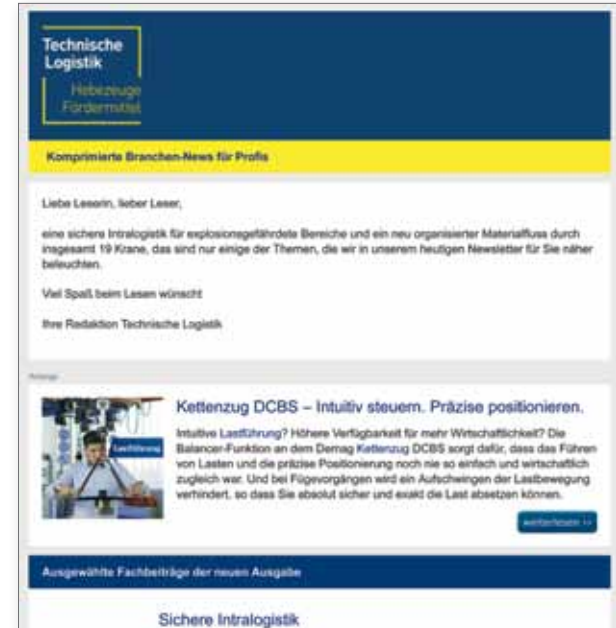 Technische
Logistik
Hebezeuge
Fördermittel
Komprimierte Branchen-News für Profis
Liebe Leserin, lieber Leser,
eine sichere Intralogistik für explosionsgefährdete Bereiche und ein neu organisierter Materialfluss durch
insgesamt 19 Krane, das sind nur einige der Themen, die wir in unserem heutigen Newsletter für Sie näher
beleuchten.
Viel Spaß beim Lesen wünscht
Ihre Redaktion Technische Logistik
Anzeige
Kettenzug DCBS – Intuitiv steuern. Präzise positionieren.
Lastführung
Intuitive Lastführung? Höhere Verfügbarkeit für mehr Wirtschaftlichkeit? Die
Balancer-Funktion an dem Demag Kettenzug DCBS sorgt dafür, dass das Führen
von Lasten und die präzise Positionierung noch nie so einfach und wirtschaftlich
zugleich war. Und bei Fügevorgängen wird ein Aufschwingen der Lastbewegung
verhindert, so dass Sie absolut sicher und exakt die Last absetzen können.
weiterlesen >>
Ausgewählte Fachbeiträge der neuen Ausgabe
Sichere Intralogistik